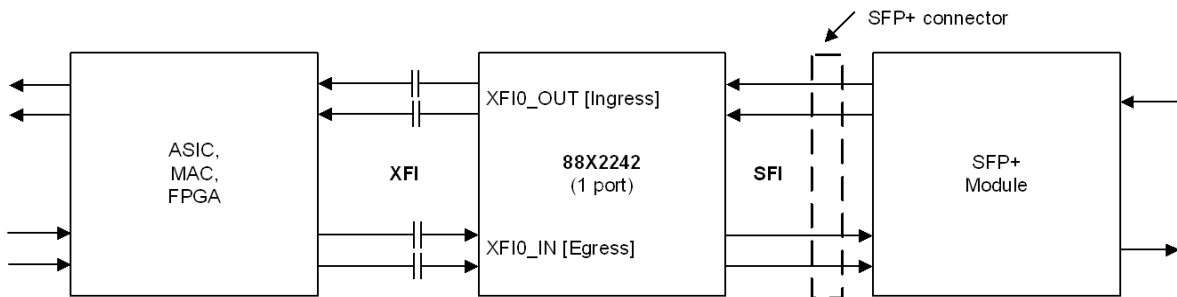 SFP+ connector
XFI0_OUT [Ingress]
ASIC,
MAC,
FPGA
XFI
88X2242
(1 port)
SFI
SFP+
Module
XFI0_IN [Egress]